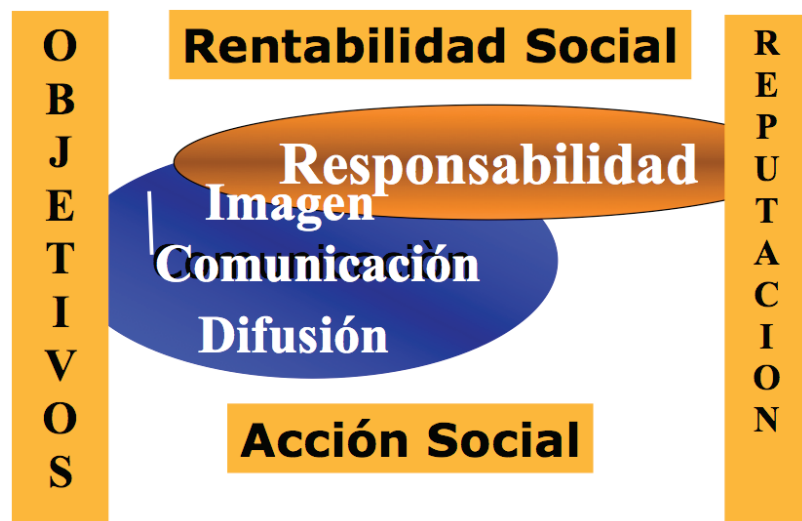 OBJETIVOS
Rentabilidad Social
Responsabilidad
Imagen
Comunicación
Difusión
Acción Social
REPUTACION